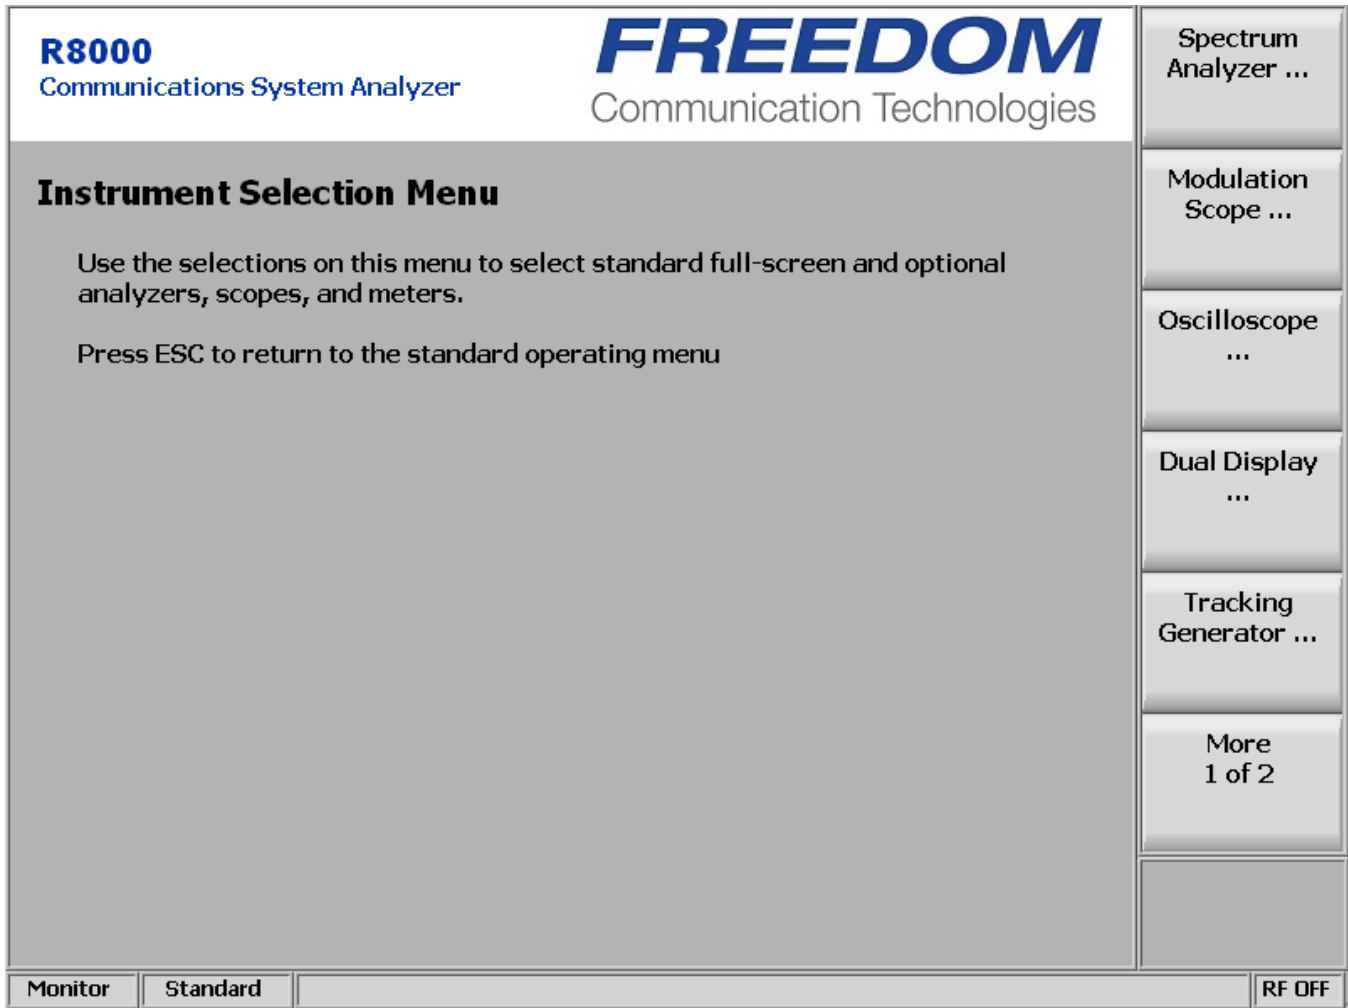 R8000
Communications System Analyzer
FREEDOM
Communication Technologies
Instrument Selection Menu
Use the selections on this menu to select standard full-screen and optional
analyzers, scopes, and meters.
Press ESC to return to the standard operating menu
Spectrum
Analyzer ...
Modulation
Scope ...
Oscilloscope
...
Dual Display
...
Tracking
Generator ...
More
1 of 2
Monitor
Standard
RF OFF